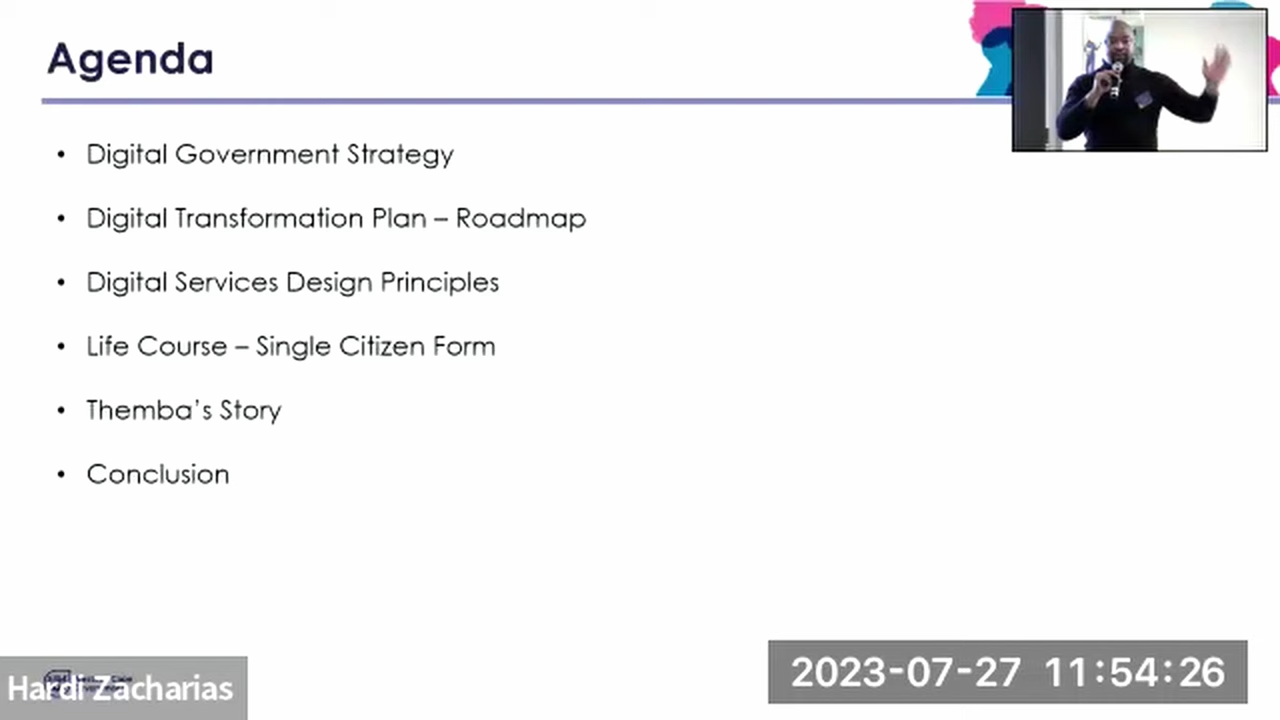 Agenda
• Digital Government Strategy
• Digital Transformation Plan – Roadmap
• Digital Services Design Principles
• Life Course – Single Citizen Form
• Themba's Story
• Conclusion
Hardi Zacharias
2023-07-27 11:54:26